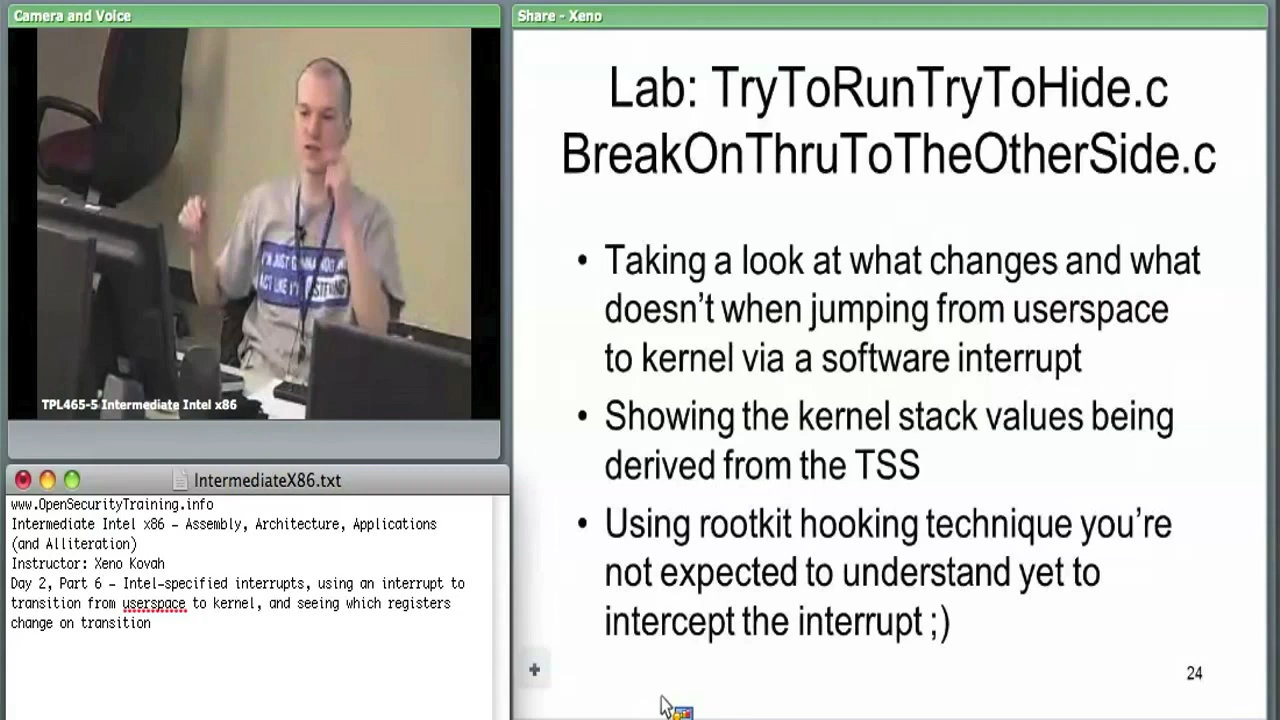 Camera and Voice
TPL465-5 Intermediate Intel x86
IntermediateX86.txt
www.OpenSecurityTraining.info
Intermediate Intel x86 – Assembly, Architecture, Applications
(and Alliteration)
Instructor: Xeno Kovah
Day 2, Part 6 – Intel-specified interrupts, using an interrupt to
transition from userspace to kernel, and seeing which registers
change on transition
Share - Xeno
Lab: TryToRunTryToHide.c
BreakOnThruToTheOtherSide.c
• Taking a look at what changes and what
doesn’t when jumping from userspace
to kernel via a software interrupt
• Showing the kernel stack values being
derived from the TSS
• Using rootkit hooking technique you’re
not expected to understand yet to
intercept the interrupt ;)
24